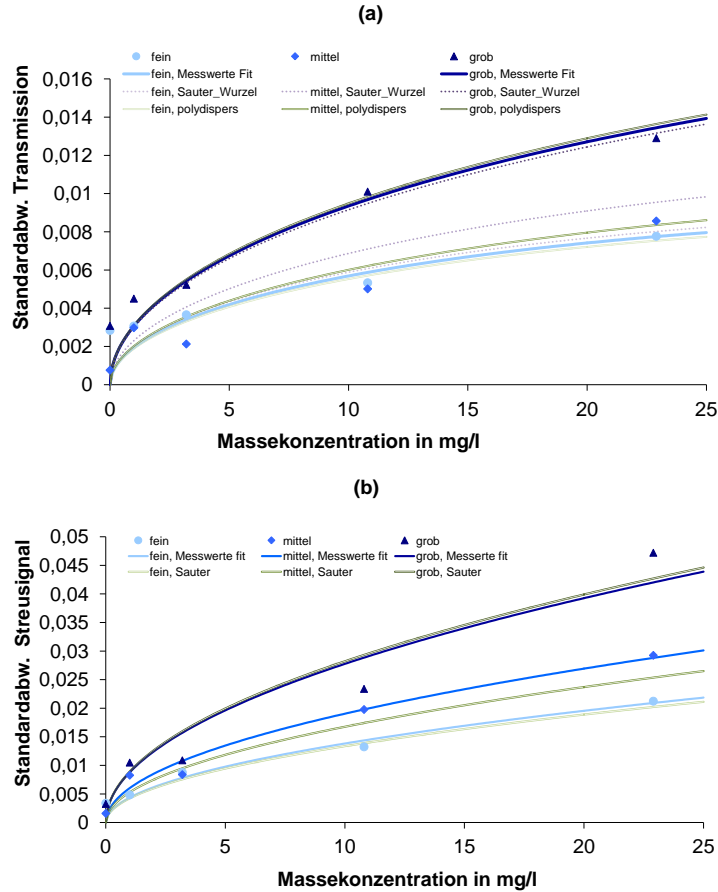 (a)
fein mittel grob
fein, Messwerte Fit grob, Messwerte Fit
fein, Sauter_Wurzel mittel, Sauter_Wurzel grob, Sauter_Wurzel
fein, polydispers mittel, polydispers grob, polydispers
Standardabw. Transmission
0,016
0,014
0,012
0,01
0,008
0,006
0,004
0,002
0
0 5 10 15 20 25
Massekonzentration in mg/l
(b)
fein mittel grob
fein, Messwerte fit mittel, Messwerte fit grob, Messerte fit
fein, Sauter mittel, Sauter grob, Sauter
Standardabw. Streusignal
0,05
0,045
0,04
0,035
0,03
0,025
0,02
0,015
0,01
0,005
0
0 5 10 15 20 25
Massekonzentration in mg/l